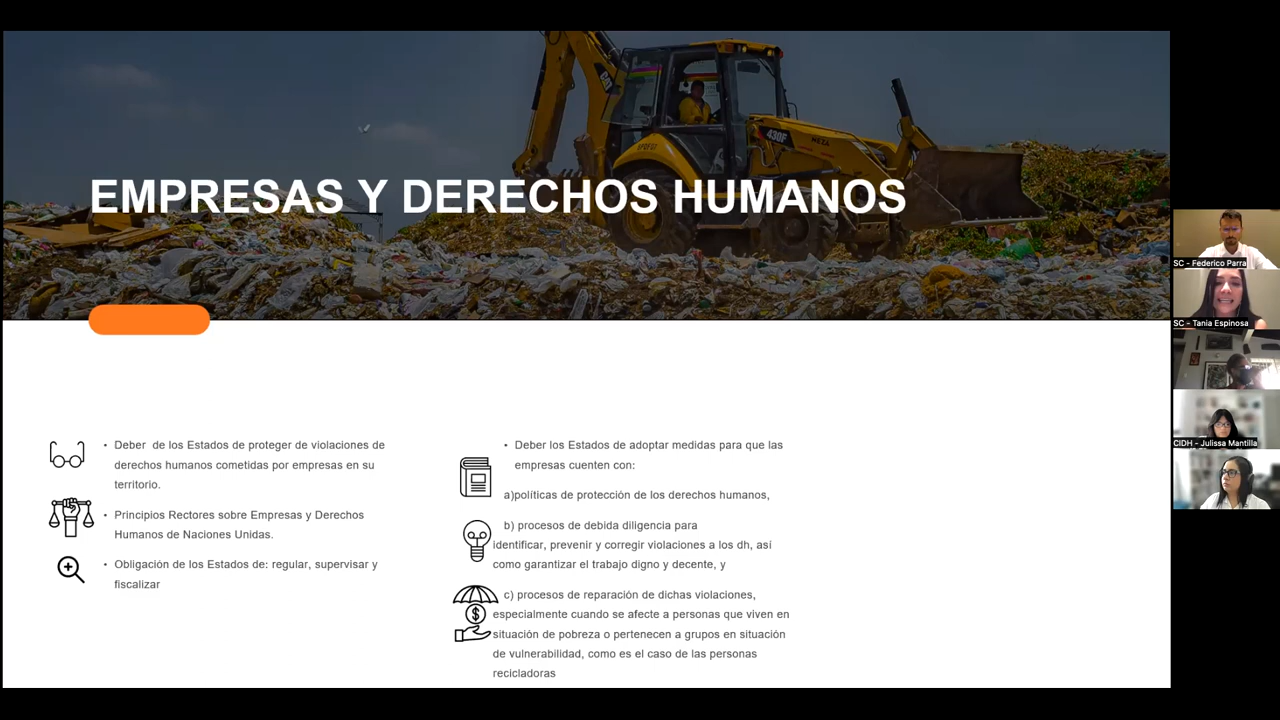 CAT
430F
MEZA
EMPRESAS Y DERECHOS HUMANOS
• Deber  de los Estados de proteger de violaciones de
derechos humanos cometidas por empresas en su
territorio.
• Principios Rectores sobre Empresas y Derechos
Humanos de Naciones Unidas.
• Obligación de los Estados de: regular, supervisar y
fiscalizar
• Deber los Estados de adoptar medidas para que las
empresas cuenten con:
a)políticas de protección de los derechos humanos,
b) procesos de debida diligencia para
identificar, prevenir y corregir violaciones a los dh, así
como garantizar el trabajo digno y decente, y
c) procesos de reparación de dichas violaciones,
especialmente cuando se afecte a personas que viven en
situación de pobreza o pertenecen a grupos en situación
de vulnerabilidad, como es el caso de las personas
recicladoras
SC - Federico Parra
SC - Tania Espinosa
CIDH - Julissa Mantilla